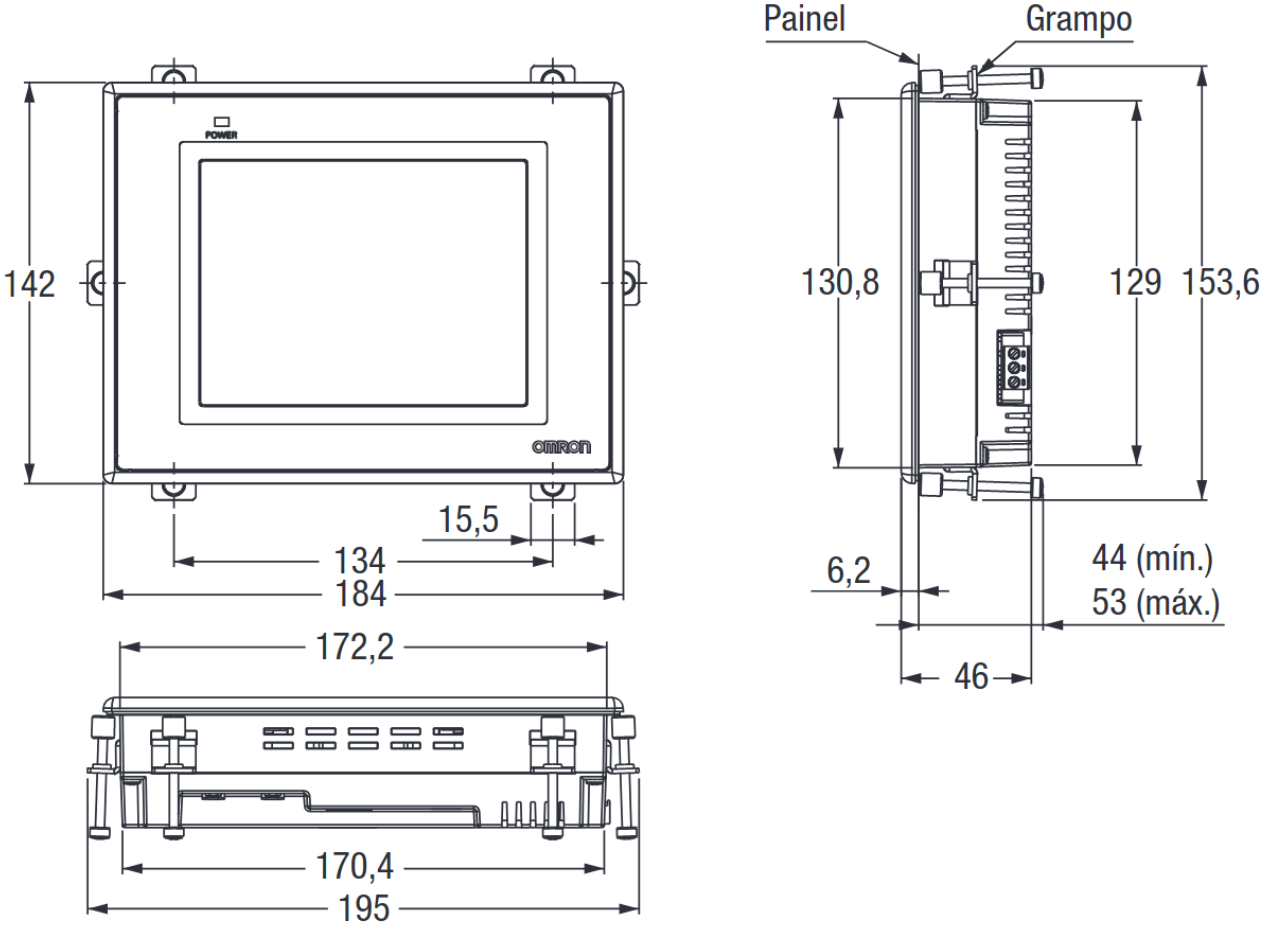 Painel
Grampo
POWER
142
OMRON
130,8
129
153,6
15,5
134
184
6,2
44 (mín.)
53 (máx.)
46
172,2
170,4
195